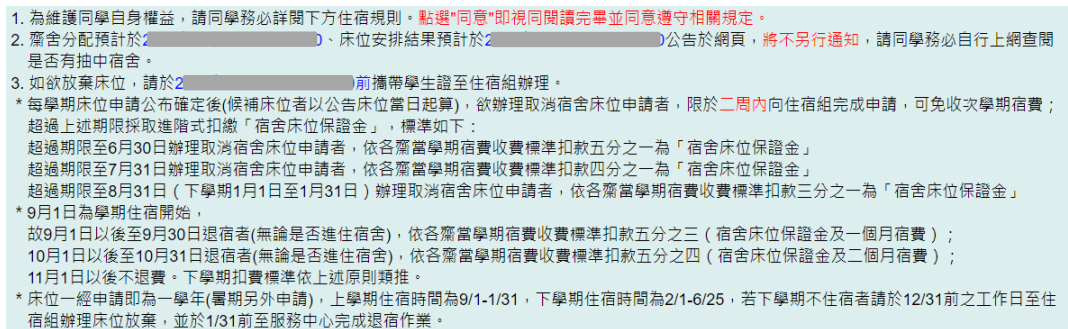 1. 為維護同學自身權益，請同學務必詳閱下方住宿規則。點選"同意"即視同閱讀完畢並同意遵守相關規定。
2. 齋舍分配預計於2 0、床位安排結果預計於2 0公告於網頁，將不另行通知，請同學務必自行上網查閱
是否有抽中宿舍。
3. 如欲放棄床位，請於2 前攜帶學生證至住宿組辦理。
* 每學期床位申請公布確定後(候補床位者以公告床位當日起算)，欲辦理取消宿舍床位申請者，限於二周內向住宿組完成申請，可免收次學期宿費；
超過上述期限採取進階式扣繳「宿舍床位保證金」，標準如下：
超過期限至6月30日辦理取消宿舍床位申請者，依各齋當學期宿費收費標準扣款五分之一為「宿舍床位保證金」
超過期限至7月31日辦理取消宿舍床位申請者，依各齋當學期宿費收費標準扣款四分之一為「宿舍床位保證金」
超過期限至8月31日（下學期1月1日至1月31日）辦理取消宿舍床位申請者，依各齋當學期宿費收費標準扣款三分之一為「宿舍床位保證金」
* 9月1日為學期住宿開始，
故9月1日以後至9月30日退宿者(無論是否進住宿舍)，依各齋當學期宿費收費標準扣款五分之三（宿舍床位保證金及一個月宿費）；
10月1日以後至10月31日退宿者(無論是否進住宿舍)，依各齋當學期宿費收費標準扣款五分之四（宿舍床位保證金及二個月宿費）；
11月1日以後不退費。下學期扣費標準依上述原則類推。
* 床位一經申請即為一學年(暑期另外申請)，上學期住宿時間為9/1-1/31，下學期住宿時間為2/1-6/25，若下學期不住宿者請於12/31前之工作日至住
宿組辦理床位放棄，並於1/31前至服務中心完成退宿作業。